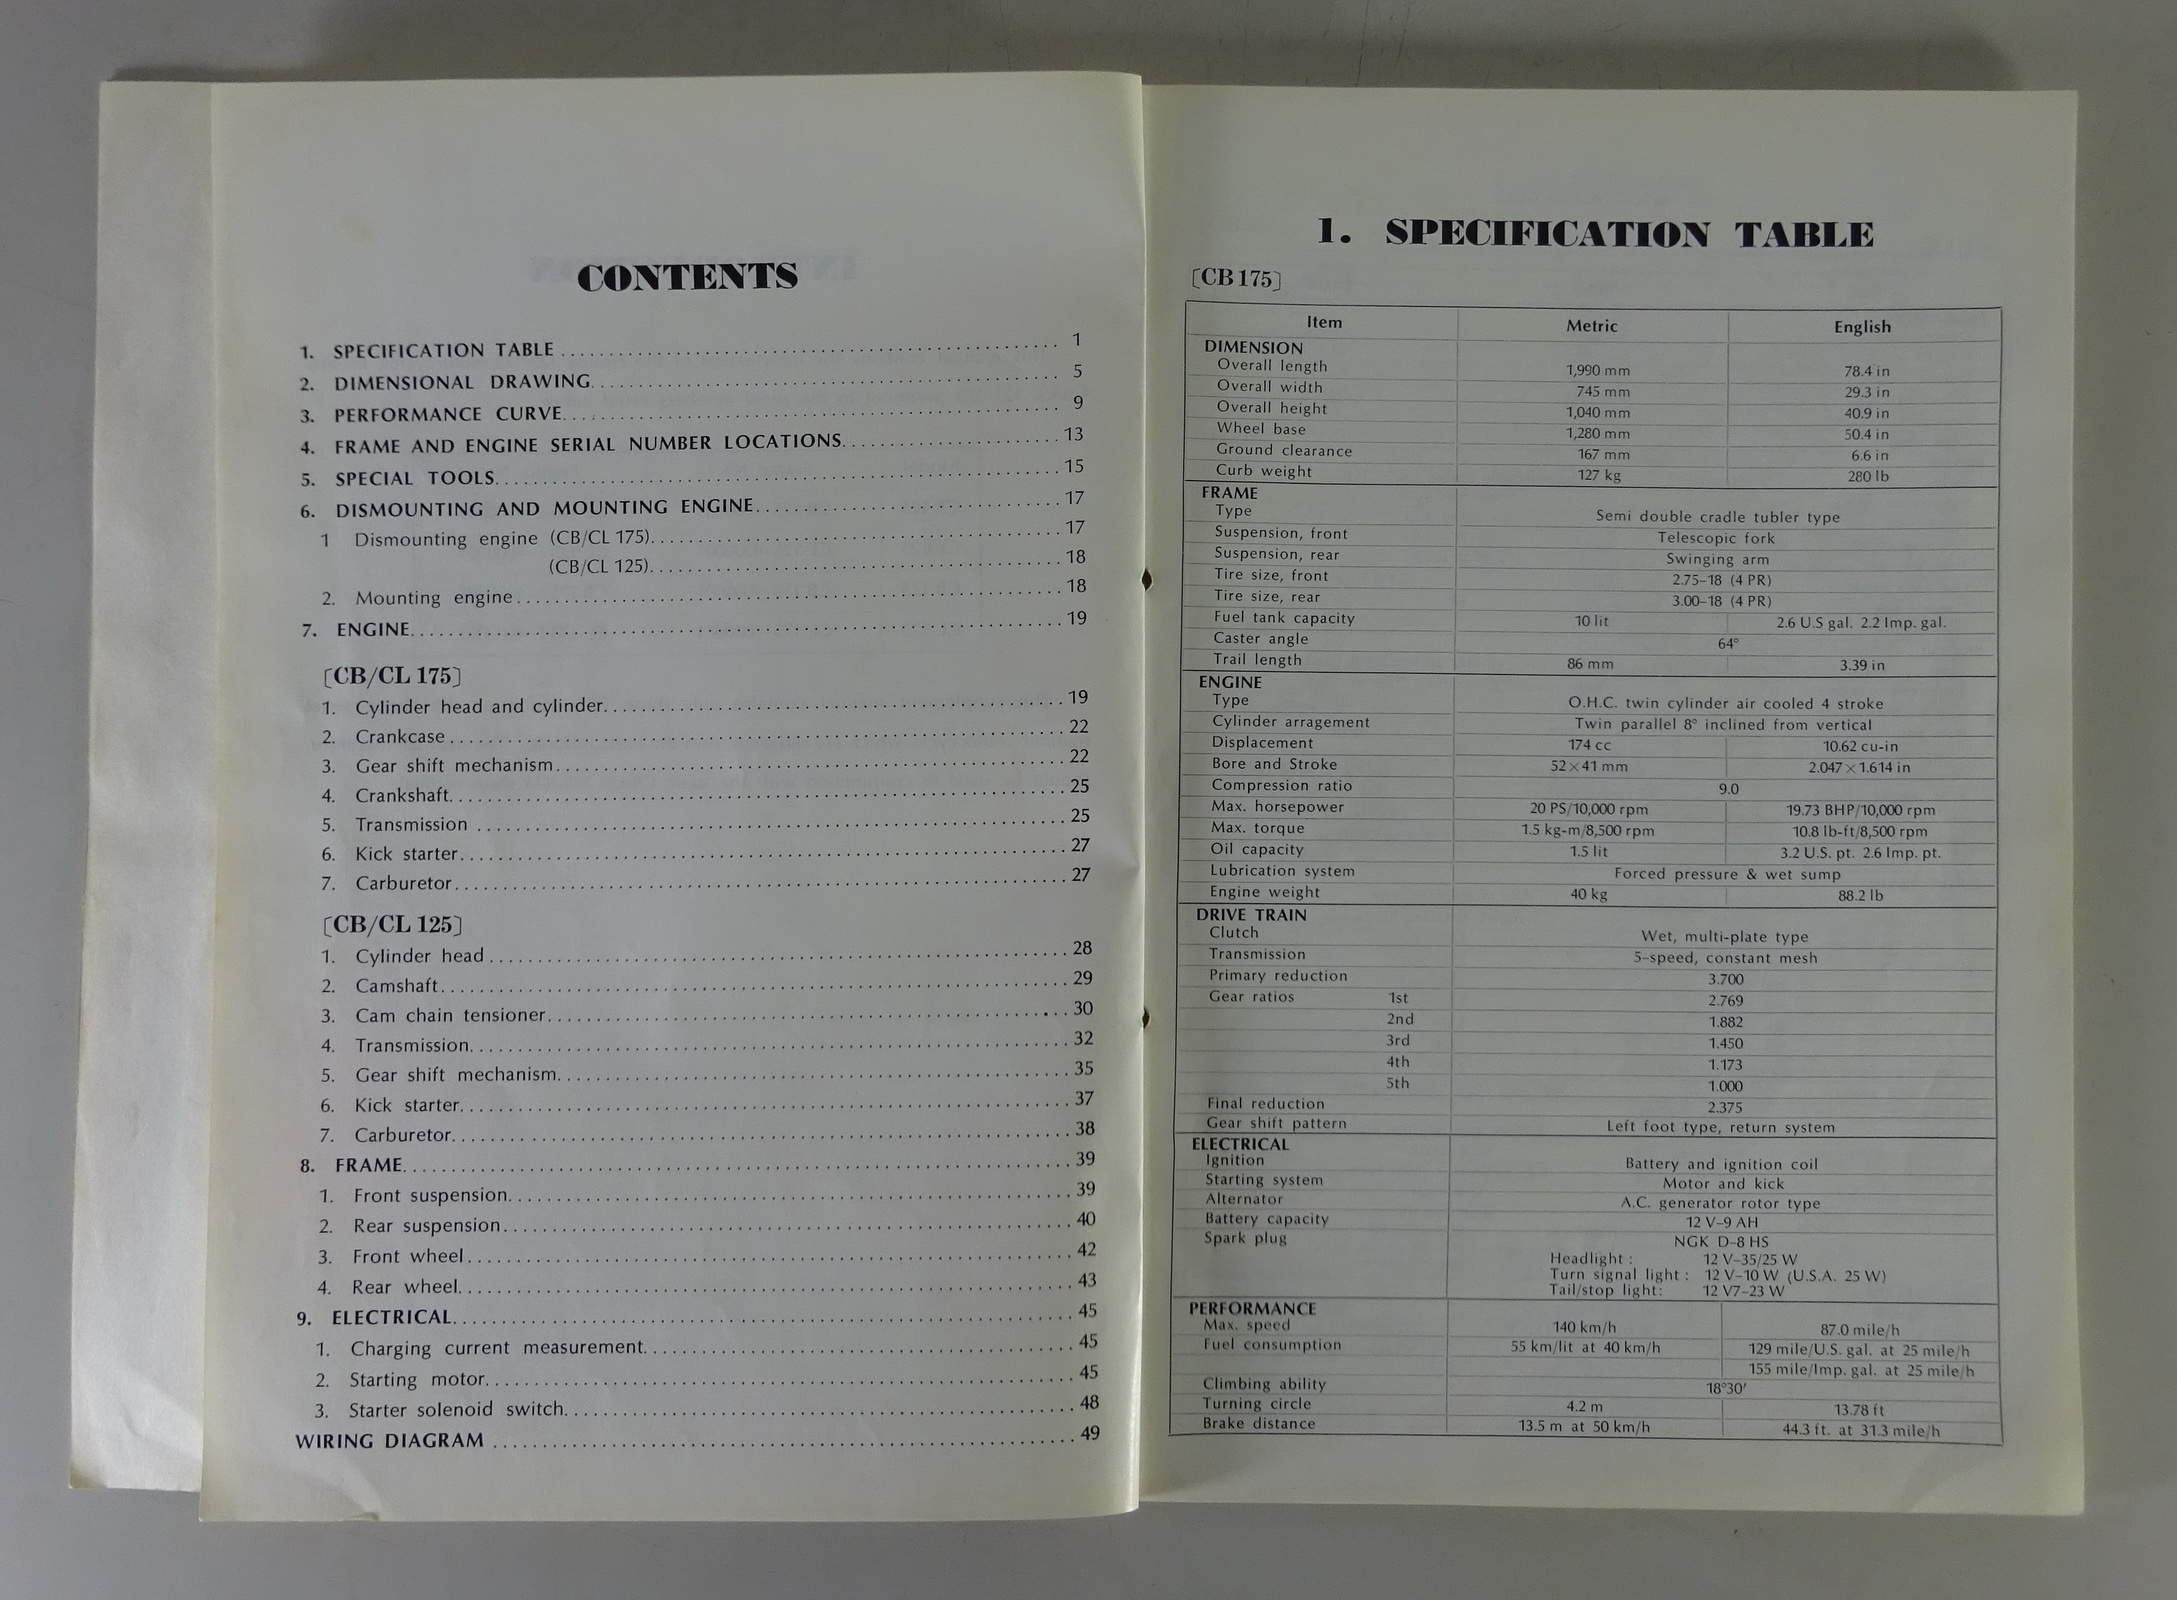 CONTENTS
1. SPECIFICATION TABLE ........ 1
2. DIMENSIONAL DRAWING ........ 5
3. PERFORMANCE CURVE ........ 9
4. FRAME AND ENGINE SERIAL NUMBER LOCATIONS ........ 13
5. SPECIAL TOOLS ........ 15
6. DISMOUNTING AND MOUNTING ENGINE ........ 17
1 Dismounting engine (CB/CL 175) ........ 17
(CB/CL 125) ........ 18
2. Mounting engine ........ 18
7. ENGINE ........ 19
[CB/CL 175]
1. Cylinder head and cylinder ........ 19
2. Crankcase ........ 22
3. Gear shift mechanism ........ 22
4. Crankshaft ........ 25
5. Transmission ........ 25
6. Kick starter ........ 27
7. Carburetor ........ 27
[CB/CL 125]
1. Cylinder head ........ 28
2. Camshaft ........ 29
3. Cam chain tensioner ........ 30
4. Transmission ........ 32
5. Gear shift mechanism ........ 35
6. Kick starter ........ 37
7. Carburetor ........ 38
8. FRAME ........ 39
1. Front suspension ........ 39
2. Rear suspension ........ 40
3. Front wheel ........ 42
4. Rear wheel ........ 43
9. ELECTRICAL ........ 45
1. Charging current measurement ........ 45
2. Starting motor ........ 45
3. Starter solenoid switch ........ 48
WIRING DIAGRAM ........ 49
1. SPECIFICATION TABLE
[CB 175]
Item Metric English
DIMENSION
Overall length 1,990 mm 78.4 in
Overall width 745 mm 29.3 in
Overall height 1,040 mm 40.9 in
Wheel base 1,280 mm 50.4 in
Ground clearance 167 mm 6.6 in
Curb weight 127 kg 280 lb
FRAME
Type Semi double cradle tubler type
Suspension, front Telescopic fork
Suspension, rear Swinging arm
Tire size, front 2.75-18 (4 PR)
Tire size, rear 3.00-18 (4 PR)
Fuel tank capacity 10 lit 2.6 U.S gal. 2.2 Imp. gal.
Caster angle 64°
Trail length 86 mm 3.39 in
ENGINE
Type O.H.C. twin cylinder air cooled 4 stroke
Cylinder arragement Twin parallel 8° inclined from vertical
Displacement 174 cc 10.62 cu-in
Bore and Stroke 52×41 mm 2.047×1.614 in
Compression ratio 9.0
Max. horsepower 20 PS/10,000 rpm 19.73 BHP/10,000 rpm
Max. torque 1.5 kg-m/8,500 rpm 10.8 lb-ft/8,500 rpm
Oil capacity 1.5 lit 3.2 U.S. pt. 2.6 Imp. pt.
Lubrication system Forced pressure & wet sump
Engine weight 40 kg 88.2 lb
DRIVE TRAIN
Clutch Wet, multi-plate type
Transmission 5-speed, constant mesh
Primary reduction 3.700
Gear ratios 1st 2.769
2nd 1.882
3rd 1.450
4th 1.173
5th 1.000
Final reduction 2.375
Gear shift pattern Left foot type, return system
ELECTRICAL
Ignition Battery and ignition coil
Starting system Motor and kick
Alternator A.C. generator rotor type
Battery capacity 12 V-9 AH
Spark plug NGK D-8 HS
Headlight : 12 V-35/25 W
Turn signal light : 12 V-10 W (U.S.A. 25 W)
Tail/stop light: 12 V7-23 W
PERFORMANCE
Max. speed 140 km/h 87.0 mile/h
Fuel consumption 55 km/lit at 40 km/h 129 mile/U.S. gal. at 25 mile/h
155 mile/Imp. gal. at 25 mile/h
Climbing ability 18°30′
Turning circle 4.2 m 13.78 ft
Brake distance 13.5 m at 50 km/h 44.3 ft. at 31.3 mile/h